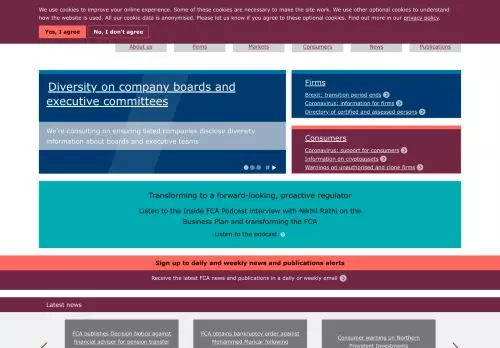 We use cookies to improve your online experience. Some of these cookies are necessary to make the site work. We use other optional cookies to understand
how the website is used. All our cookie data is anonymised. Please let us know if you agree to these optional cookies. Find out more in our privacy policy.
Yes, I agree
No, I don't agree
About us
Firms
Markets
Consumers
News
Publications
Diversity on company boards and
executive committees
We're consulting on ensuring listed companies disclose diversity
information about boards and executive teams
Firms
Brexit: transition period ends
Coronavirus: information for firms
Directory of certified and assessed persons
Consumers
Coronavirus: support for consumers
Information on cryptoassets
Warnings on unauthorised and clone firms
Transforming to a forward-looking, proactive regulator
Listen to the Inside FCA Podcast Interview with Nikhil Rathi on the
Business Plan and transforming the FCA
Listen to the podcast
Sign up to daily and weekly news and publications alerts
Receive the latest FCA news and publications in a daily or weekly email
Latest news
FCA publishes Decision Notice against
financial adviser for pension transfer
FCA obtains bankruptcy order against
Mohammed Maricar following
Consumer warning on Northern
Provident Investments